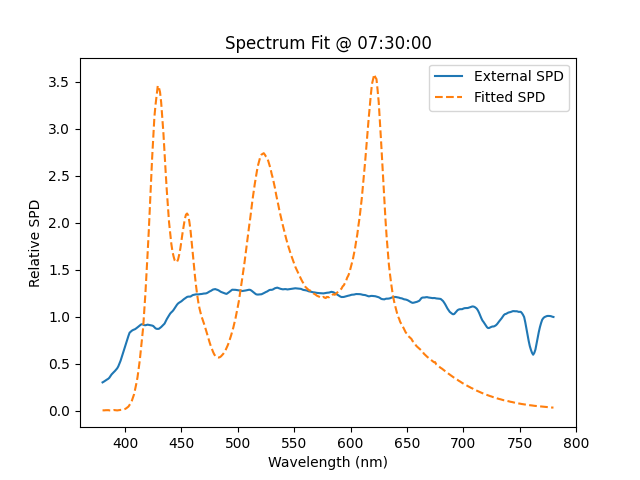 Spectrum Fit @ 07:30:00
External SPD
Fitted SPD
Relative SPD
3.5
3.0
2.5
2.0
1.5
1.0
0.5
0.0
400 450 500 550 600 650 700 750 800
Wavelength (nm)